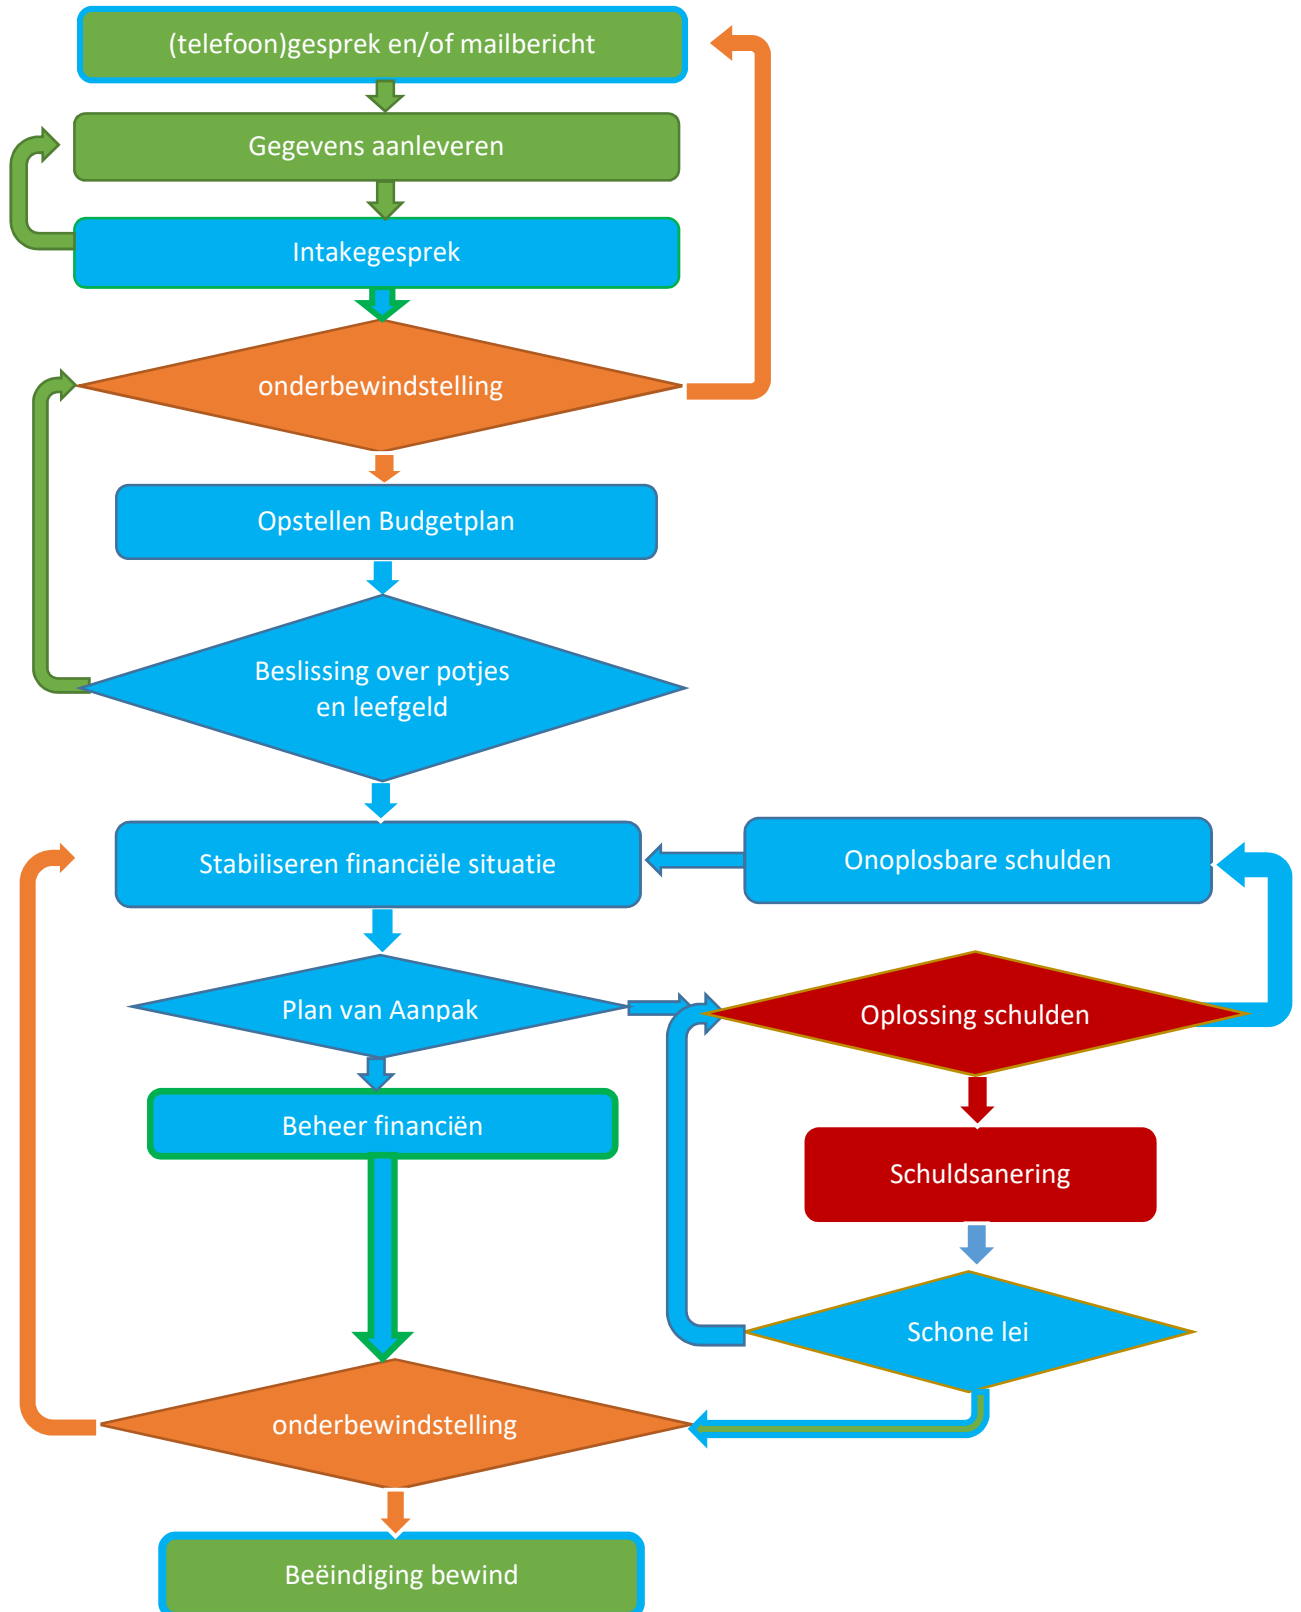 (telefoon)gesprek en/of mailbericht
Gegevens aanleveren
Intakegesprek
onderbewindstelling
Opstellen Budgetplan
Beslissing over potjes
en leefgeld
Stabiliseren financiële situatie
Onoplosbare schulden
Plan van Aanpak
Oplossing schulden
Beheer financiën
Schuldsanering
Schone lei
onderbewindstelling
Beëindiging bewind